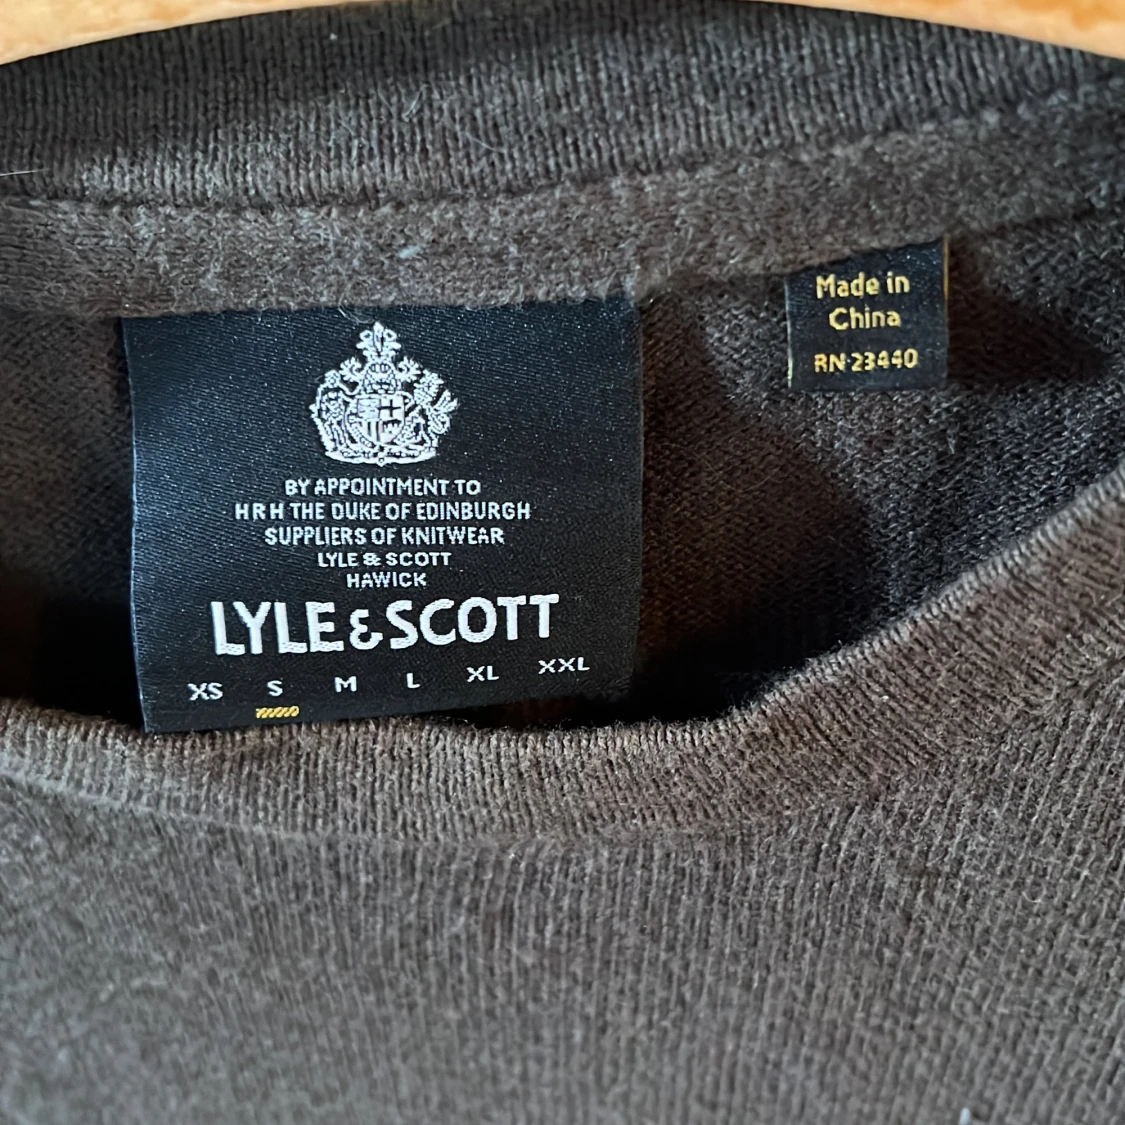 BY APPOINTMENT TO
HRH THE DUKE OF EDINBURGH
SUPPLIERS OF KNITWEAR
LYLE & SCOTT
HAWICK
LYLE & SCOTT
XS S M L XL XXL
Made in
China
RN 23440